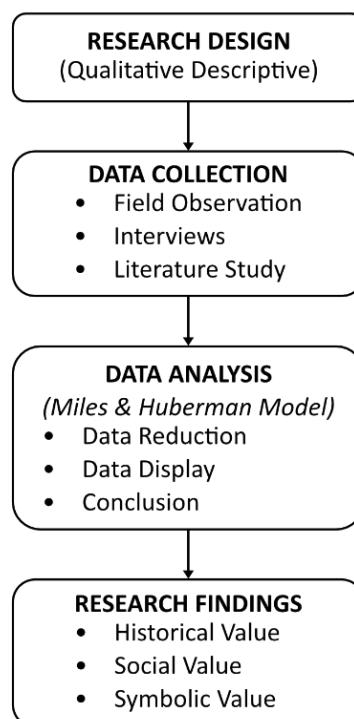 RESEARCH DESIGN
(Qualitative Descriptive)
DATA COLLECTION
• Field Observation
• Interviews
• Literature Study
DATA ANALYSIS
(Miles & Huberman Model)
• Data Reduction
• Data Display
• Conclusion
RESEARCH FINDINGS
• Historical Value
• Social Value
• Symbolic Value